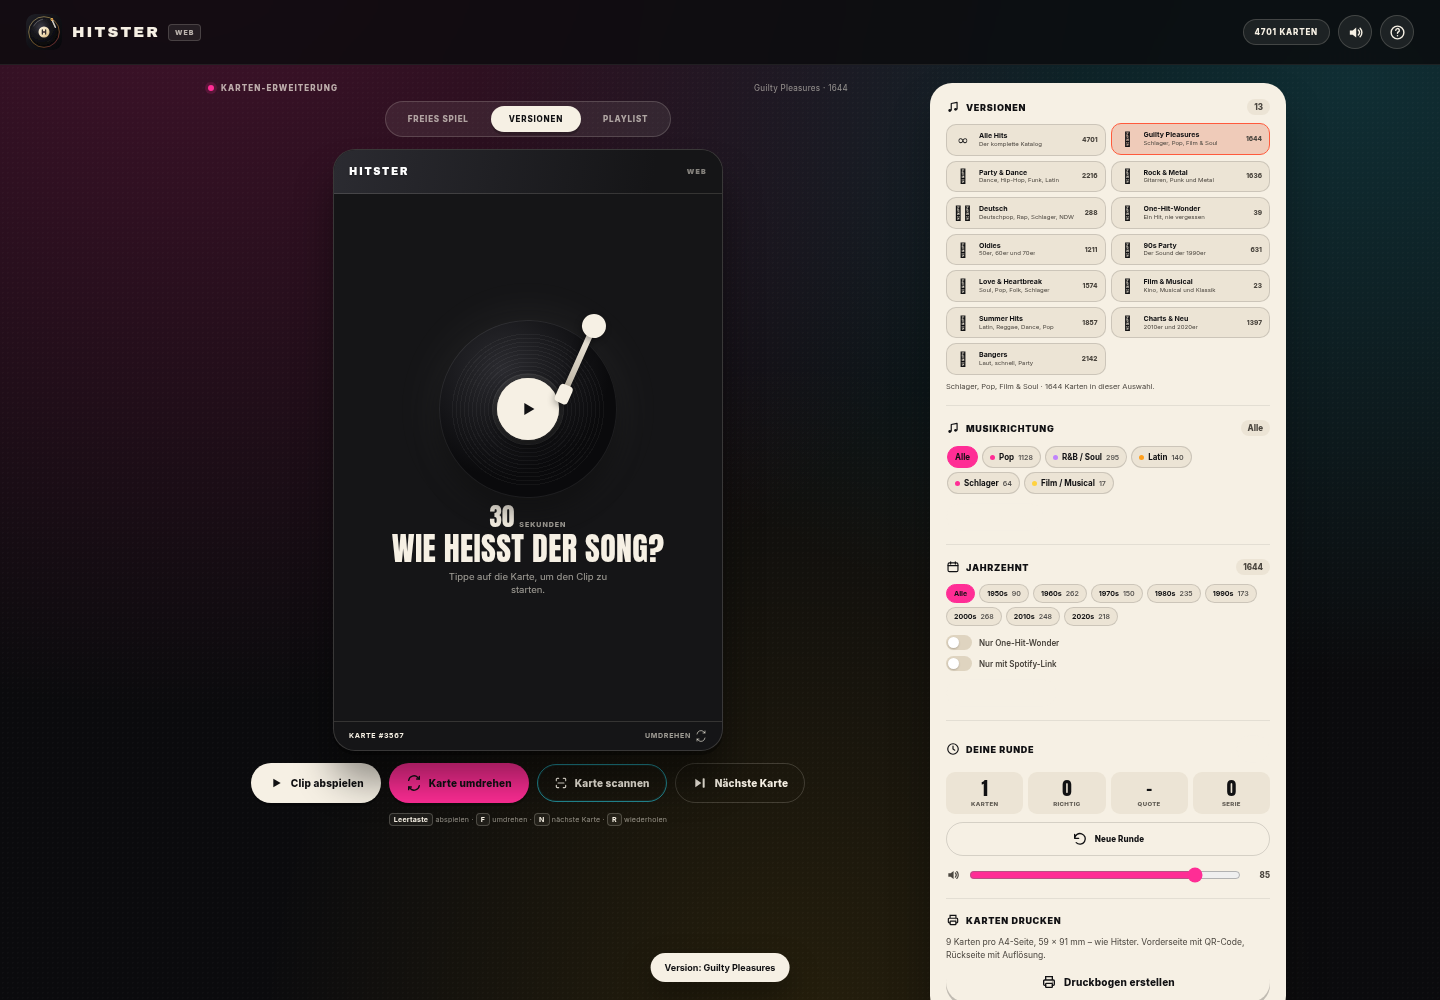 HITSTER WEB
4701 KARTEN
KARTEN-ERWEITERUNG
Guilty Pleasures · 1644
FREIES SPIEL VERSIONEN PLAYLIST
HITSTER WEB
30 SEKUNDEN
WIE HEISST DER SONG?
Tippe auf die Karte, um den Clip zu
starten.
KARTE #3567 UMDREHEN
Clip abspielen Karte umdrehen Karte scannen Nächste Karte
Leertaste abspielen · F umdrehen · N nächste Karte · R wiederholen
Version: Guilty Pleasures
VERSIONEN 13
∞ Alle Hits 4701
Der komplette Katalog
Guilty Pleasures 1644
Schlager, Pop, Film & Soul
Party & Dance 2216
Dance, Hip-Hop, Funk, Latin
Rock & Metal 1636
Gitarren, Punk und Metal
Deutsch 288
Deutschpop, Rap, Schlager, NDW
One-Hit-Wonder 39
Ein Hit, nie vergessen
Oldies 1211
50er, 60er und 70er
90s Party 631
Der Sound der 1990er
Love & Heartbreak 1574
Soul, Pop, Folk, Schlager
Film & Musical 23
Kino, Musical und Klassik
Summer Hits 1857
Latin, Reggae, Dance, Pop
Charts & Neu 1397
2010er und 2020er
Bangers 2142
Laut, schnell, Party
Schlager, Pop, Film & Soul · 1644 Karten in dieser Auswahl.
MUSIKRICHTUNG Alle
Alle Pop 1128 R&B / Soul 295 Latin 140
Schlager 64 Film / Musical 17
JAHRZEHNT 1644
Alle 1950s 90 1960s 262 1970s 150 1980s 235 1990s 173
2000s 268 2010s 248 2020s 218
Nur One-Hit-Wonder
Nur mit Spotify-Link
DEINE RUNDE
1 0 - 0
KARTEN RICHTIG QUOTE SERIE
Neue Runde
85
KARTEN DRUCKEN
9 Karten pro A4-Seite, 59 × 91 mm – wie Hitster. Vorderseite mit QR-Code,
Rückseite mit Auflösung.
Druckbogen erstellen